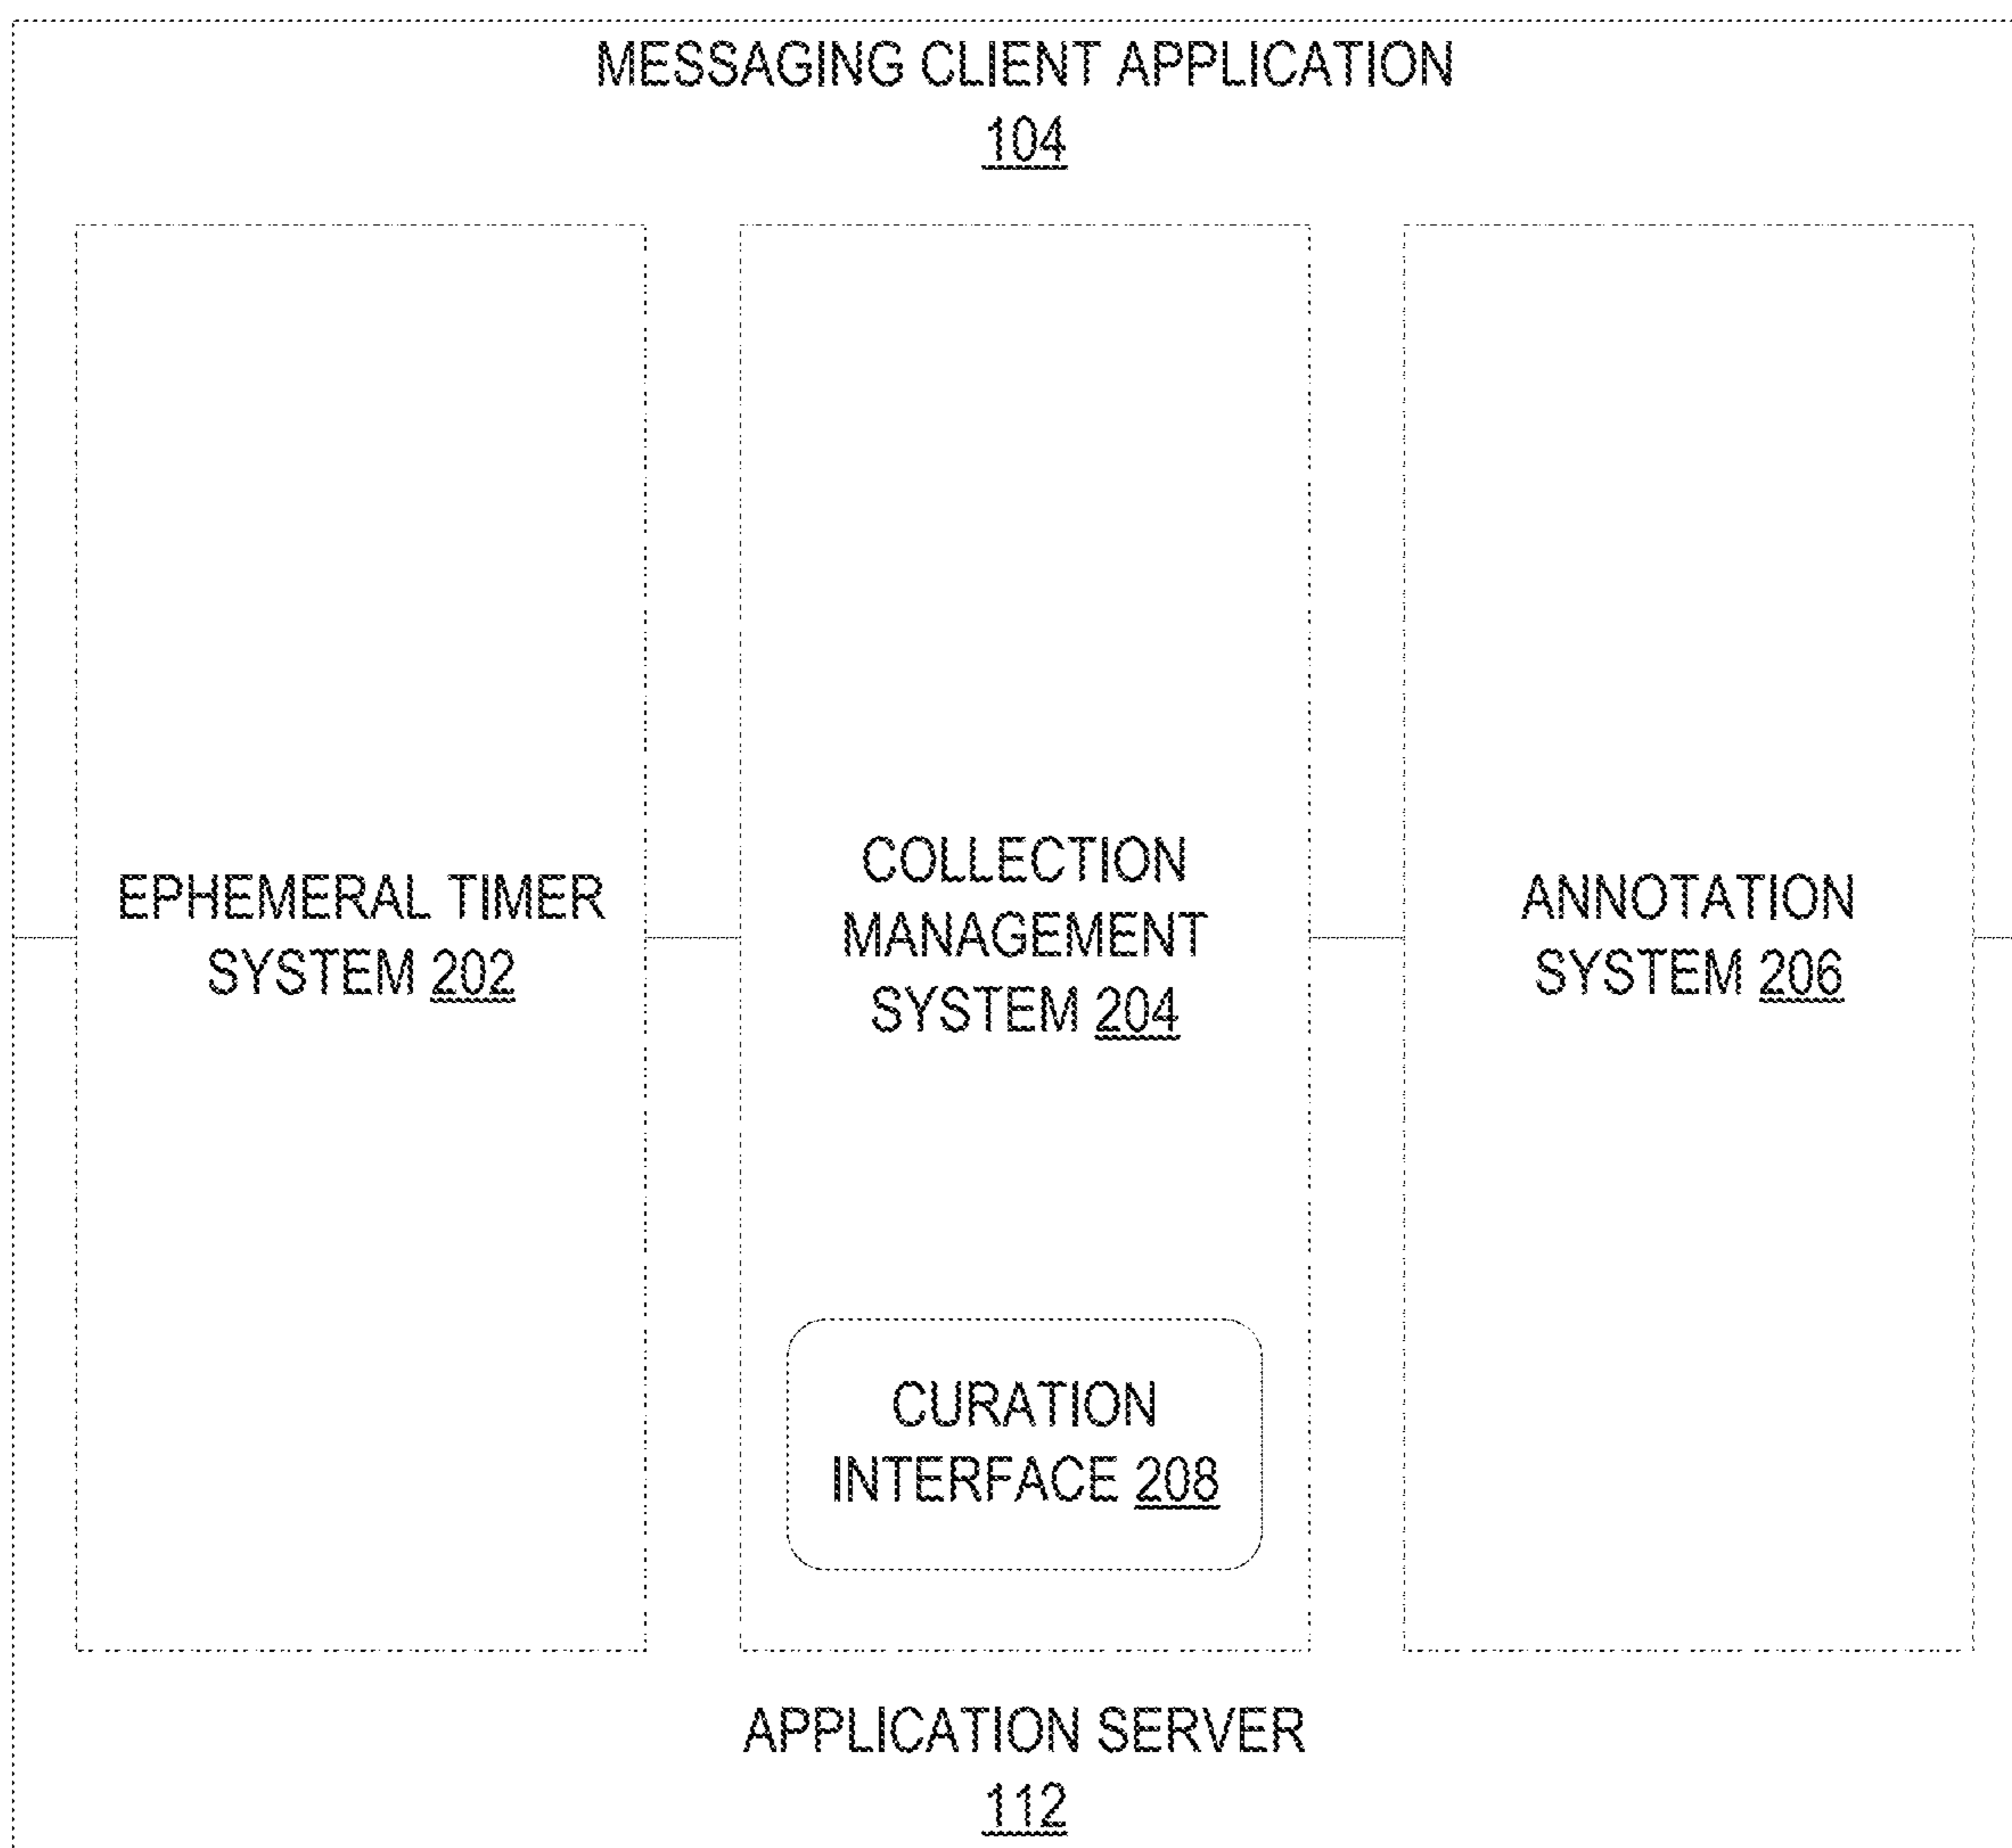 MESSAGING CLIENT APPLICATION
104
EPHEMERAL TIMER
SYSTEM 202
COLLECTION
MANAGEMENT
SYSTEM 204
ANNOTATION
SYSTEM 206
CURATION
INTERFACE 208
APPLICATION SERVER
112